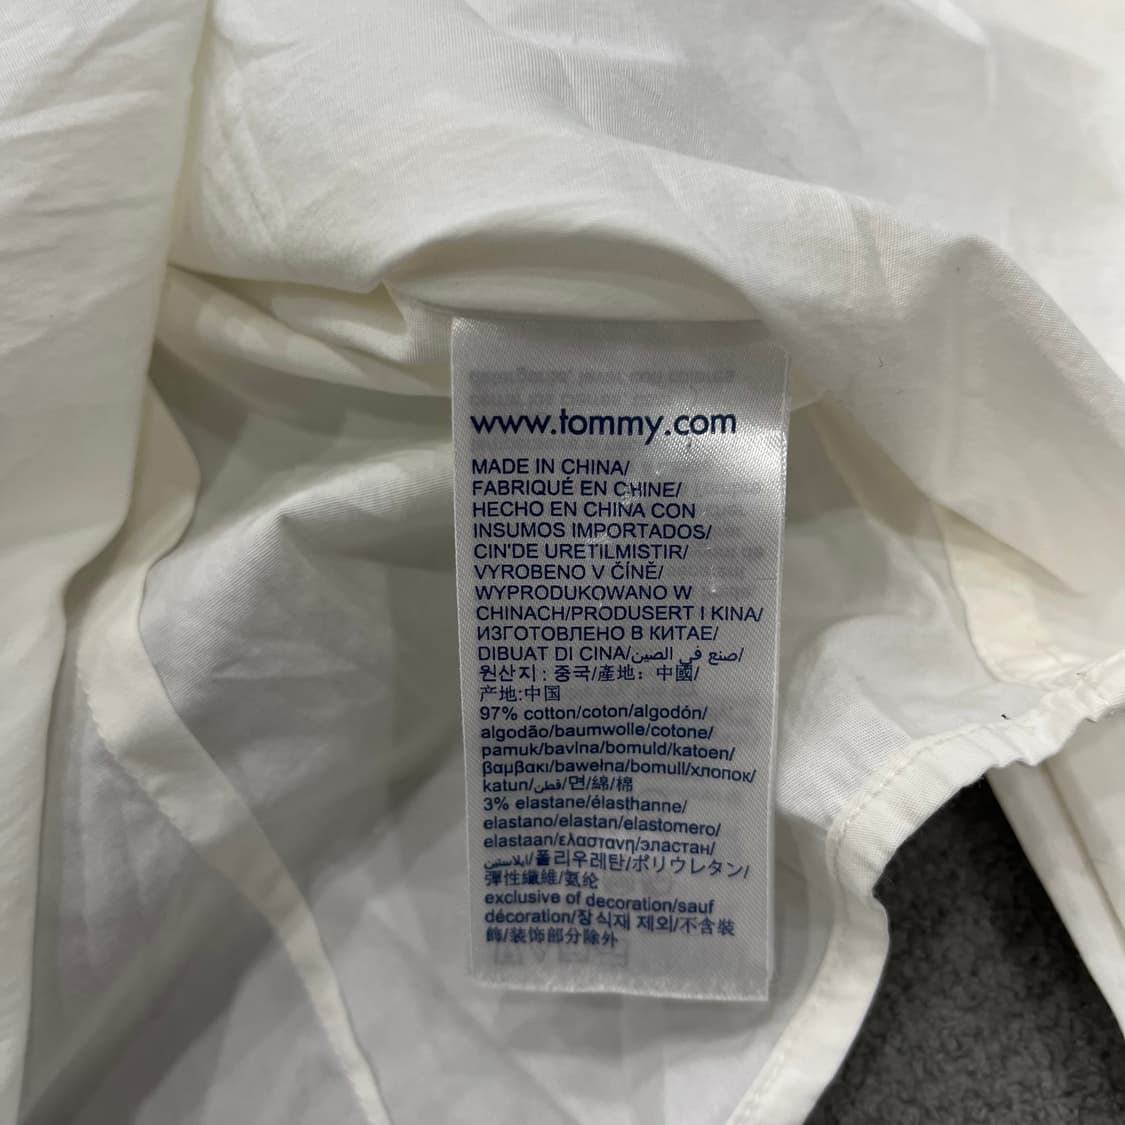 www.tommy.com
MADE IN CHINA/
FABRIQUÉ EN CHINE/
HECHO EN CHINA CON
INSUMOS IMPORTADOS/
CIN'DE URETILMISTIR/
VYROBENO V ČÍNĚ/
WYPRODUKOWANO W
CHINACH/PRODUSERT I KINA/
ИЗГОТОВЛЕНО В КИТАЕ/
DIBUAT DI CINA/صنع في الصين/
원산지: 중국/產地: 中國/
产地:中国
97% cotton/coton/algodón/
algodão/baumwolle/cotone/
pamuk/bavlna/bomuld/katoen/
βαμβακι/bawełna/bomull/хлопок/
katun/قطن/면/綿/棉
3% elastane/élasthanne/
elastano/elastan/elastomero/
elastaan/ελαστανη/эластан/
ايلاستين/폴리우레탄/ポリウレタン/
彈性纖維/氨纶
exclusive of decoration/sauf
décoration/장식재 제외/不含裝
飾/装饰部分除外